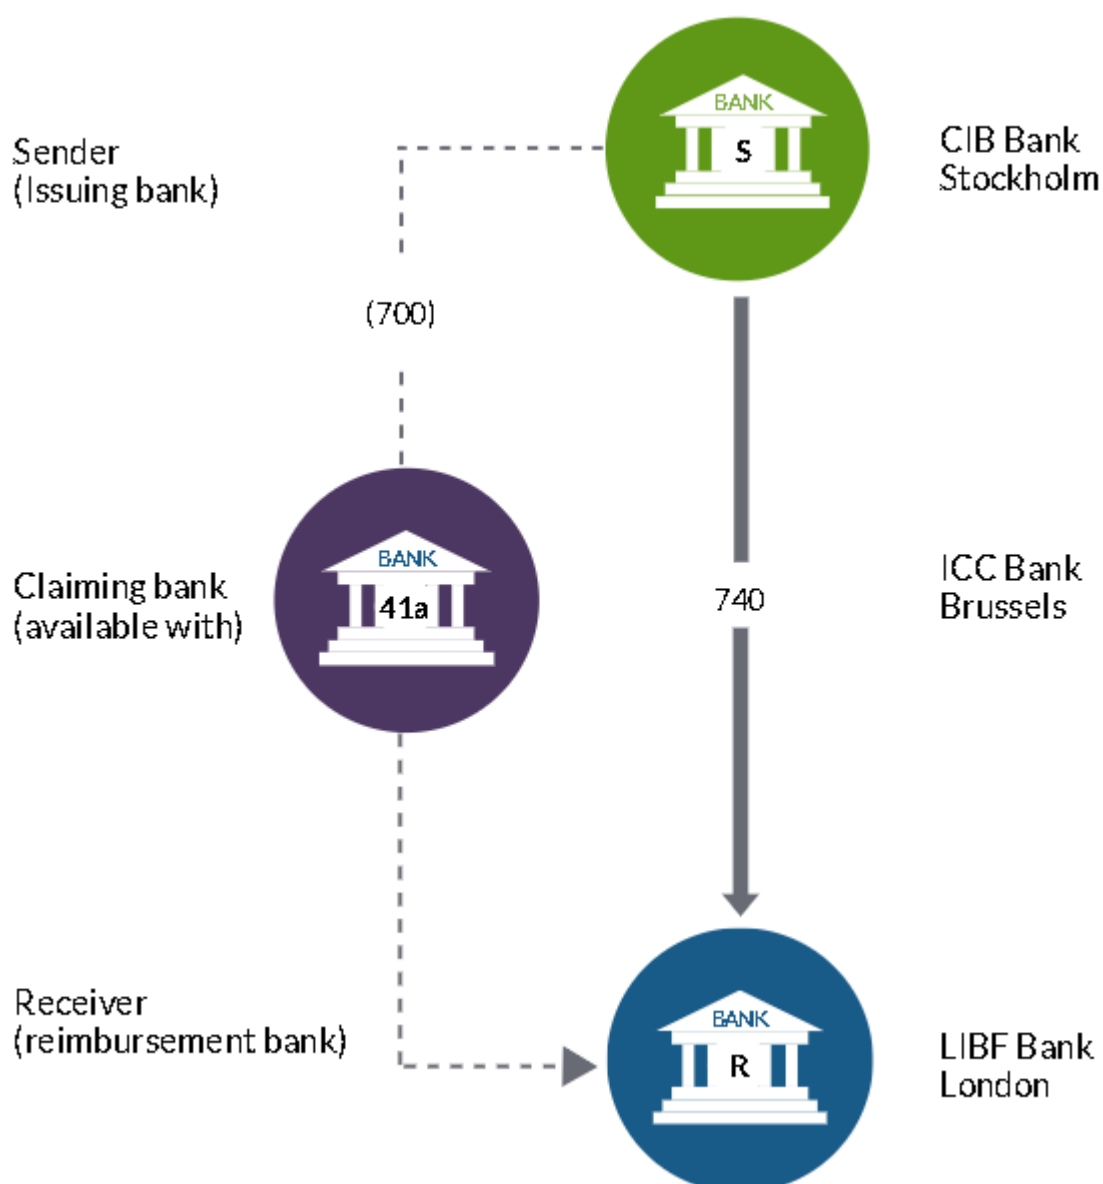 BANK
S
Sender
(Issuing bank)
CIB Bank
Stockholm
(700)
BANK
41a
Claiming bank
(available with)
740
ICC Bank
Brussels
Receiver
(reimbursement bank)
BANK
R
LIBF Bank
London